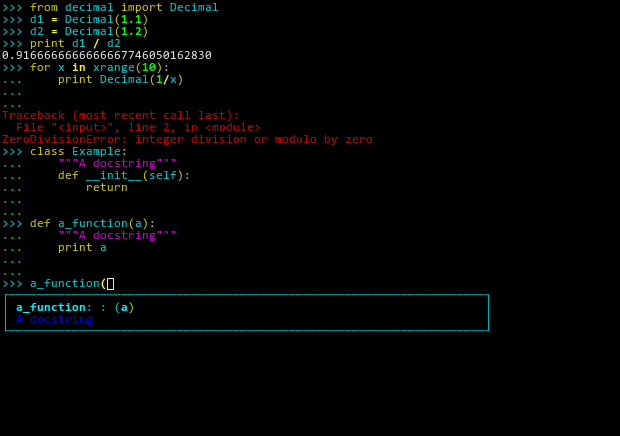 >>> from decimal import Decimal
>>> d1 = Decimal(1.1)
>>> d2 = Decimal(1.2)
>>> print d1 / d2
0.9166666666666667746050162830
>>> for x in xrange(10):
...     print Decimal(1/x)
...
...
Traceback (most recent call last):
  File "<input>", line 2, in <module>
ZeroDivisionError: integer division or modulo by zero
>>> class Example:
...     """A docstring"""
...     def __init__(self):
...         return
...
...
>>> def a_function(a):
...     """A docstring"""
...     print a
...
...
>>> a_function(
a_function: : (a)
A docstring